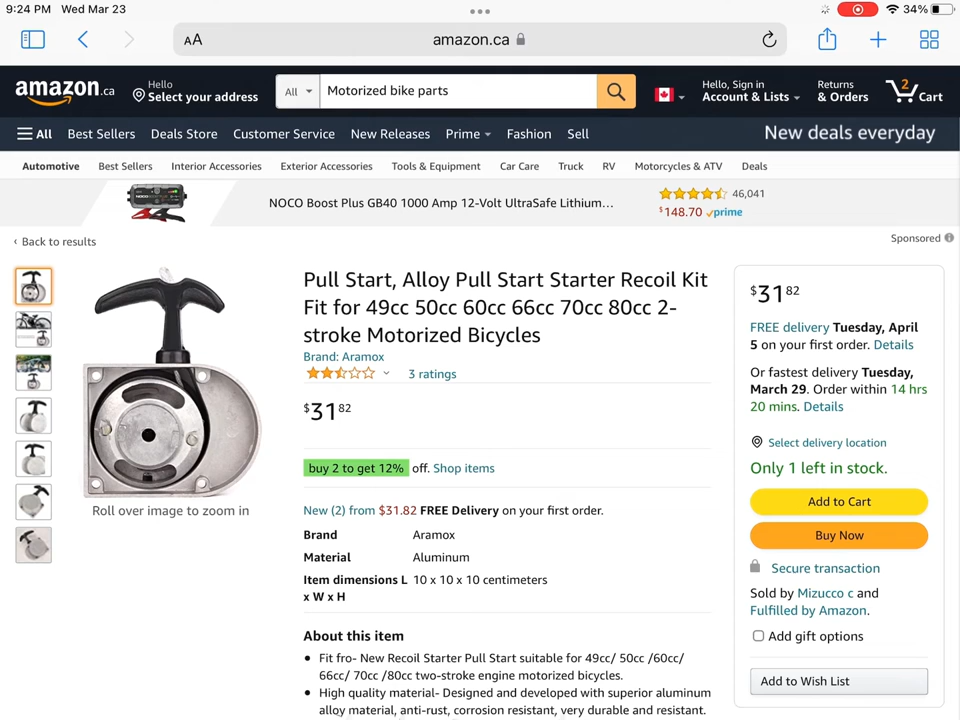 9:24 PM Wed Mar 23
34%
AA
amazon.ca
amazon.ca
Hello
Select your address
All
Motorized bike parts
Hello, Sign in
Account & Lists
Returns
& Orders
2
Cart
All Best Sellers Deals Store Customer Service New Releases Prime Fashion Sell
New deals everyday
Automotive Best Sellers Interior Accessories Exterior Accessories Tools & Equipment Car Care Truck RV Motorcycles & ATV Deals
NOCO Boost Plus GB40 1000 Amp 12-Volt UltraSafe Lithium...
46,041
$148.70 prime
‹ Back to results
Sponsored
Pull Start, Alloy Pull Start Starter Recoil Kit
Fit for 49cc 50cc 60cc 66cc 70cc 80cc 2-
stroke Motorized Bicycles
Brand: Aramox
3 ratings
$31 82
buy 2 to get 12% off. Shop items
New (2) from $31.82 FREE Delivery on your first order.
Brand Aramox
Material Aluminum
Item dimensions L 10 x 10 x 10 centimeters
x W x H
About this item
• Fit fro- New Recoil Starter Pull Start suitable for 49cc/ 50cc /60cc/
66cc/ 70cc /80cc two-stroke engine motorized bicycles.
• High quality material- Designed and developed with superior aluminum
alloy material, anti-rust, corrosion resistant, very durable and resistant.
Roll over image to zoom in
$31 82
FREE delivery Tuesday, April
5 on your first order. Details
Or fastest delivery Tuesday,
March 29. Order within 14 hrs
20 mins. Details
Select delivery location
Only 1 left in stock.
Add to Cart
Buy Now
Secure transaction
Sold by Mizucco c and
Fulfilled by Amazon.
Add gift options
Add to Wish List